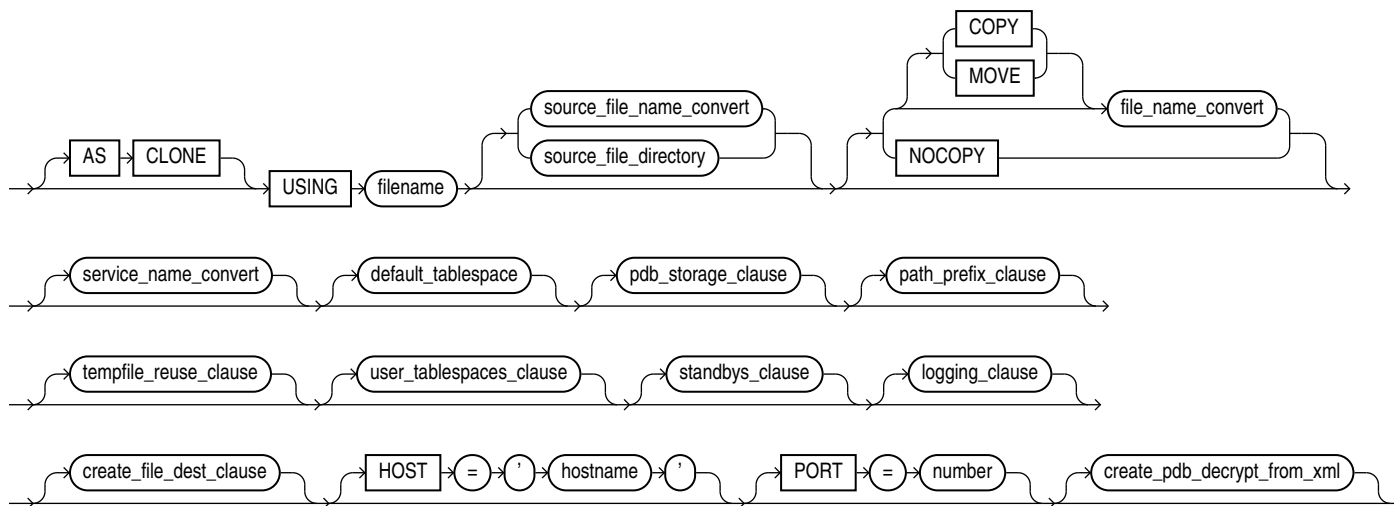 COPY
MOVE
source_file_name_convert file_name_convert
AS CLONE source_file_directory NOCOPY
USING filename
service_name_convert default_tablespace pdb_storage_clause path_prefix_clause
tempfile_reuse_clause user_tablespaces_clause standbys_clause logging_clause
create_file_dest_clause HOST = ' hostname ' PORT = number create_pdb_decrypt_from_xml